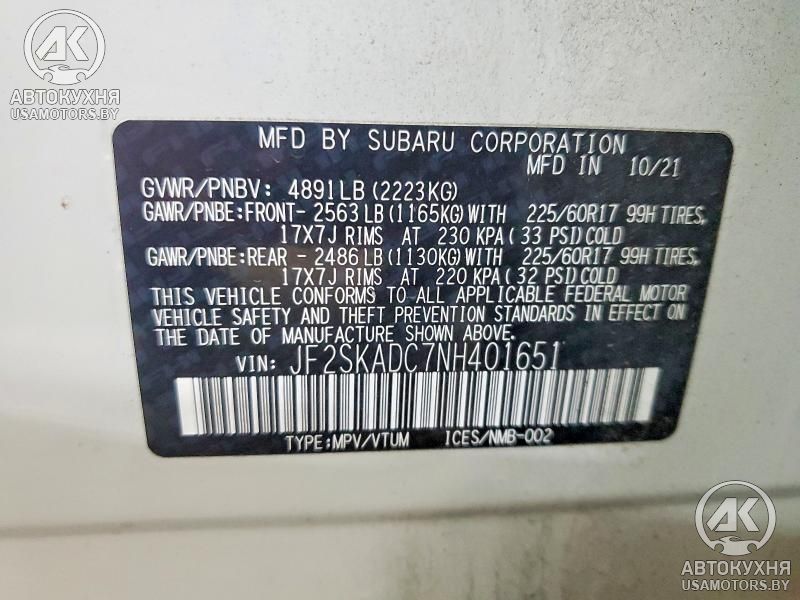 AK
АВТОКУХНЯ
USAMOTORS.BY
MFD BY SUBARU CORPORATION
MFD IN 10/21
GVWR/PNBV: 4891LB (2223KG)
GAWR/PNBE:FRONT- 2563LB (1165KG) WITH 225/60R17 99H TIRES,
17X7J RIMS AT 230 KPA( 33 PSI) COLD
GAWR/PNBE:REAR - 2486LB (1130KG) WITH 225/60R17 99H TIRES,
17X7J RIMS AT 220 KPA( 32 PSI) COLD
THIS VEHICLE CONFORMS TO ALL APPLICABLE FEDERAL MOTOR
VEHICLE SAFETY AND THEFT PREVENTION STANDARDS IN EFFECT ON
THE DATE OF MANUFACTURE SHOWN ABOVE.
VIN: JF2SKADC7NH401651
TYPE:MPV/VTUM ICES/NMB-002
AK
АВТОКУХНЯ
USAMOTORS.BY